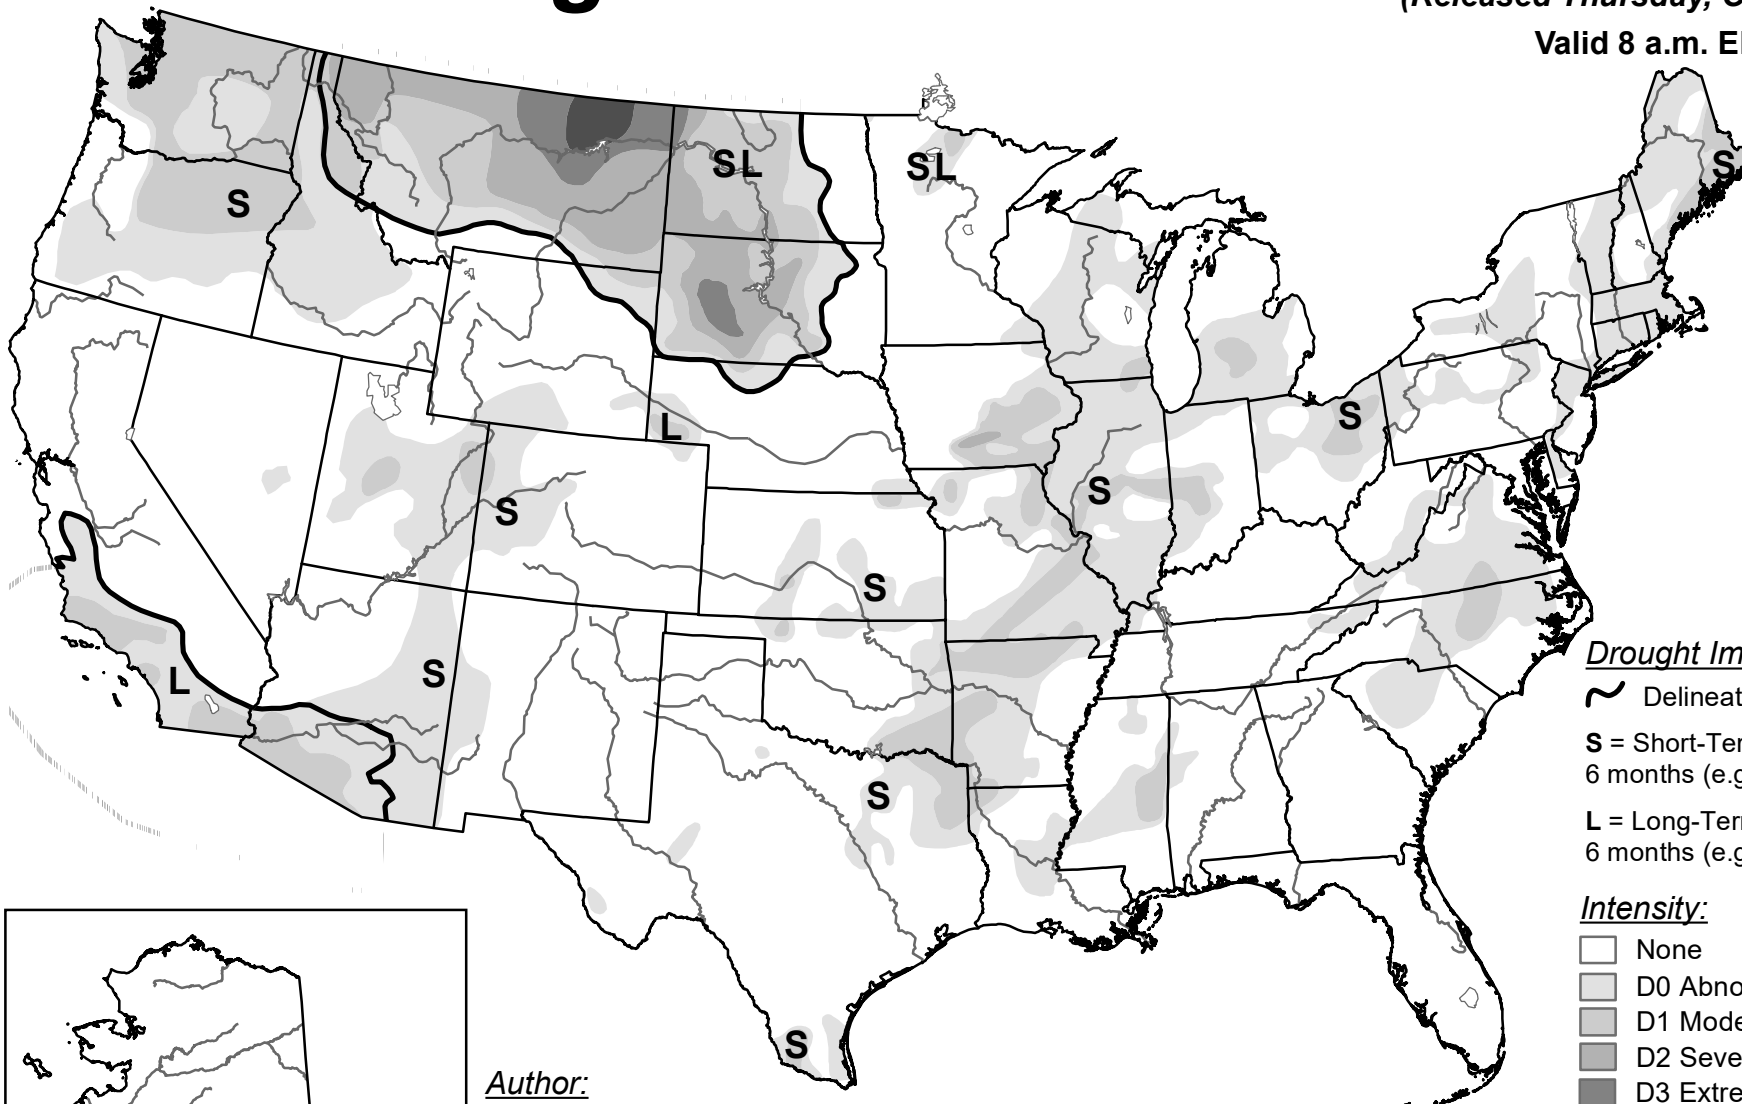 (Released Thursday,
Valid 8 a.m.
S
SL
SL
S
S
L
S
S
S
S
L
S
S
S
Drought
Delineat
S = Short-Ter
6 months (e.g
L = Long-Ter
6 months (e.g
Intensity:
None
D0 Abno
D1 Mode
D2 Seve
D3 Extre
Author: